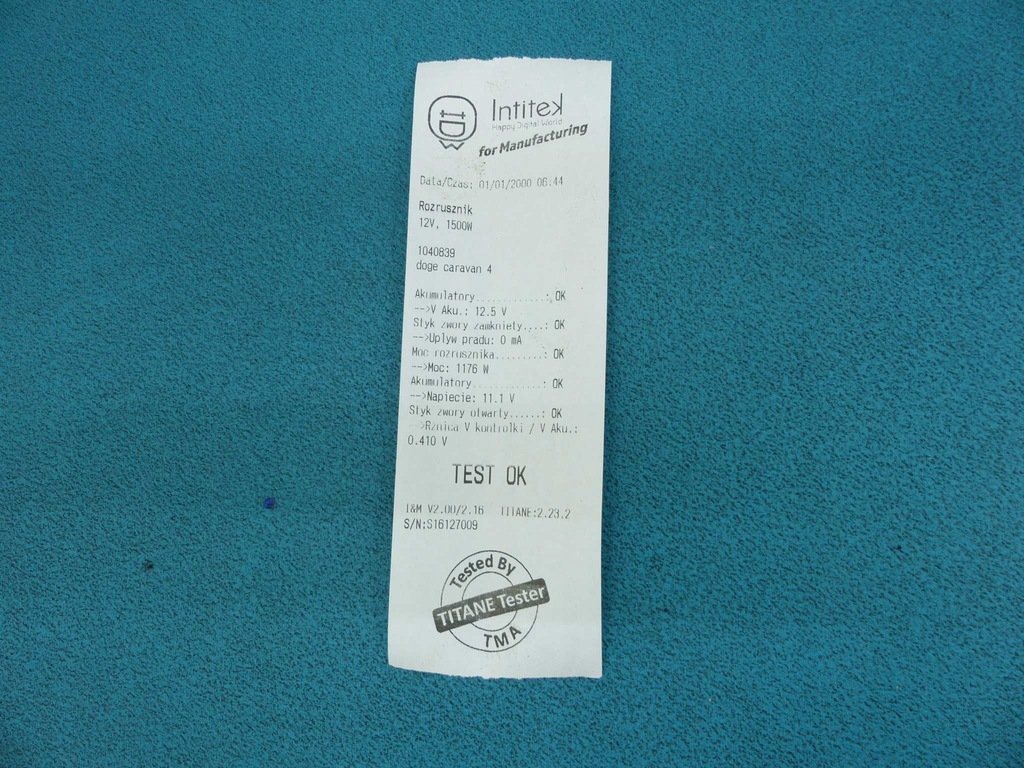 Intitek
Happy Digital World
for Manufacturing
Data/Czas: 01/01/2000 06:44
Rozrusznik
12V, 1500W
1040839
doge caravan 4
Akumulatory............: OK
-->V Aku.: 12.5 V
Styk zwory zamkniety....: OK
-->Uplyw pradu: 0 mA
Moc rozrusznika.........: OK
-->Moc: 1176 W
Akumulatory............: OK
-->Napiecie: 11.1 V
Styk zwory otwarty......: OK
-->Rznica V kontrolki / V Aku.:
0.410 V
TEST OK
I&M V2.00/2.16 TITANE:2.23.2
S/N:S16127009
Tested By
TITANE Tester
TMA